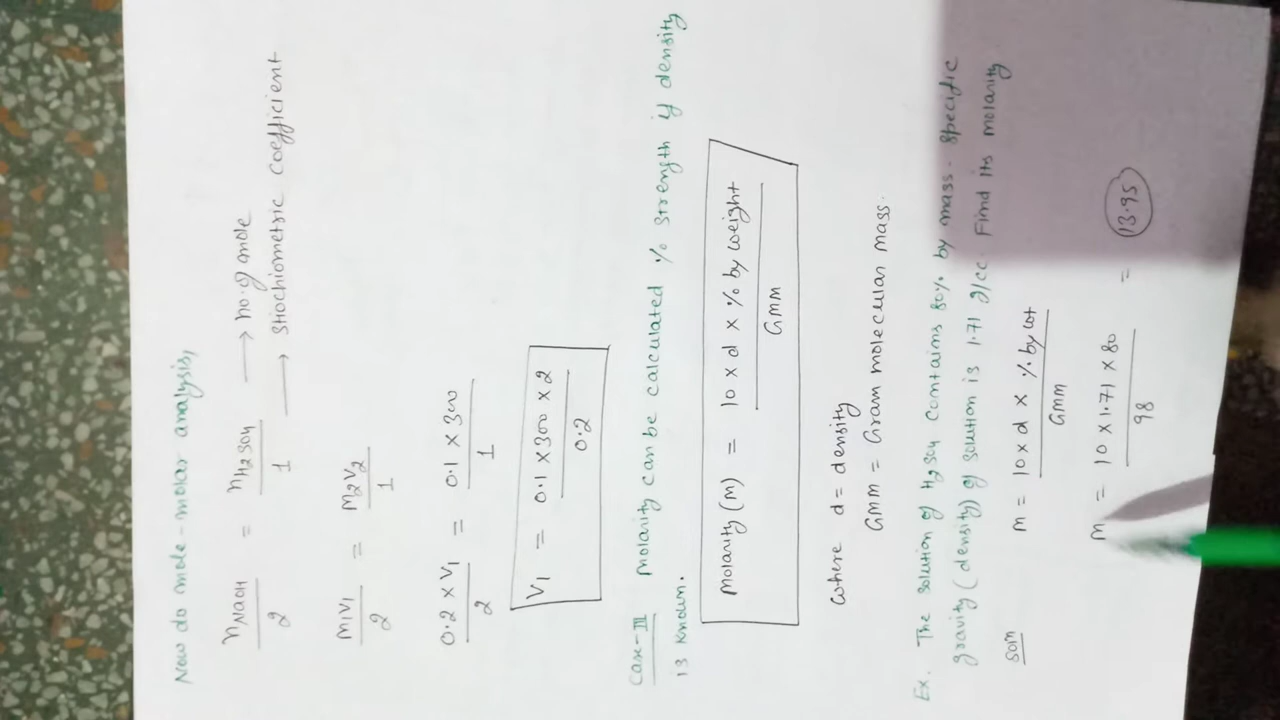 Now do mole-molar analysis,
nNaOH / 2 = nH2SO4 / 1 → no. of mole
→ Stiochiometric coefficient
M1V1 / 2 = M2V2 / 1
0.2 × V1 / 2 = 0.1 × 300 / 1
V1 = 0.1 × 300 × 2 / 0.2
Case-III Molarity can be calculated % strength if density
is known.
Molarity (M) = 10 × d × % by weight / GMM
Where d = density
GMM = Gram molecular mass.
Ex. The solution of H2SO4 contains 80% by mass. specific
gravity (density) of solution is 1.71 g/cc. Find its molarity
Soln M = 10 × d × % by wt / GMM
M = 10 × 1.71 × 80 / 98 = 13.95